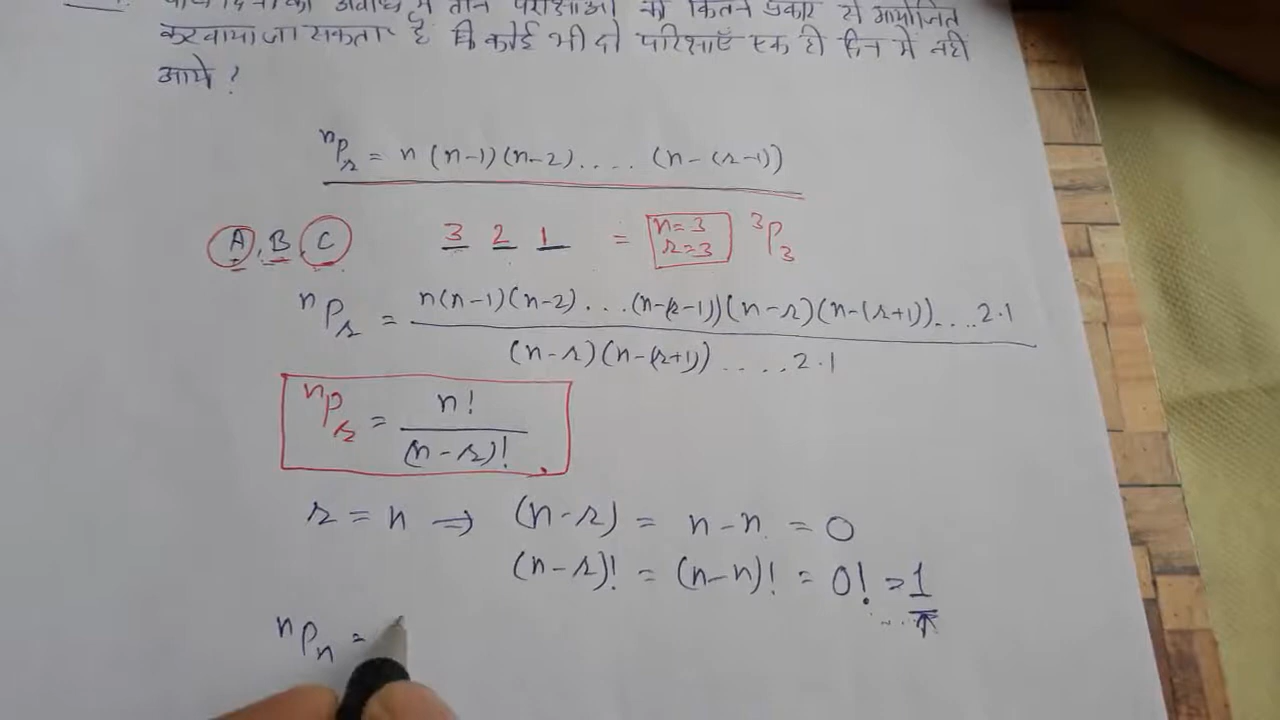 पाँच दिनों की अवधि में तीन परीक्षाओं को कितने प्रकार से आयोजित
करवाया जा सकता है कि कोई भी दो परिक्षाएँ एक ही दिन में नहीं
आये ?
nPr = n (n-1)(n-2)..... (n-(r-1))
A, B, C 3 2 1 = n=3 r=3 3P3
nPr = n(n-1)(n-2)...(n-(r-1))(n-r)(n-(r+1))....2.1
(n-r)(n-(r+1)) ....2.1
nPr = n!
(n-r)!
r = n ⇒ (n-r) = n-n = 0
(n-r)! = (n-n)! = 0! = 1
nPn =